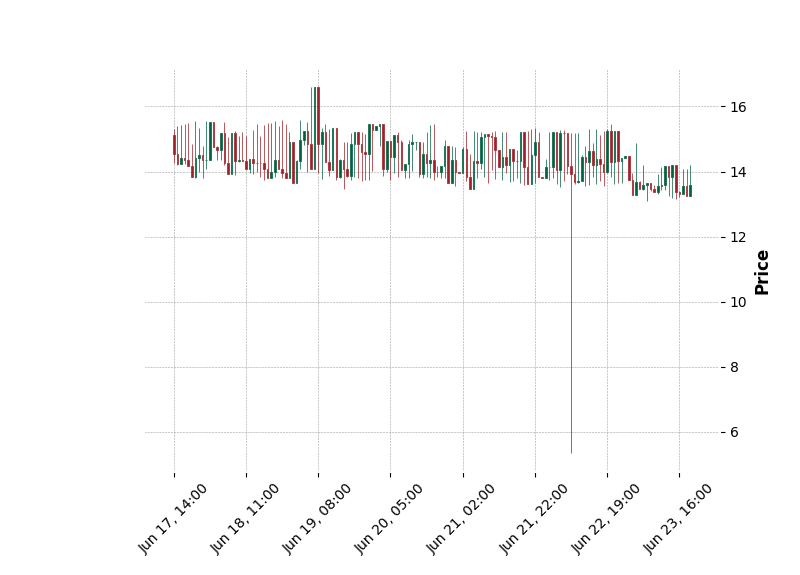 16
14
12
10
8
6
Price
Jun 17, 14:00
Jun 18, 11:00
Jun 19, 08:00
Jun 20, 05:00
Jun 21, 02:00
Jun 21, 22:00
Jun 22, 19:00
Jun 23, 16:00